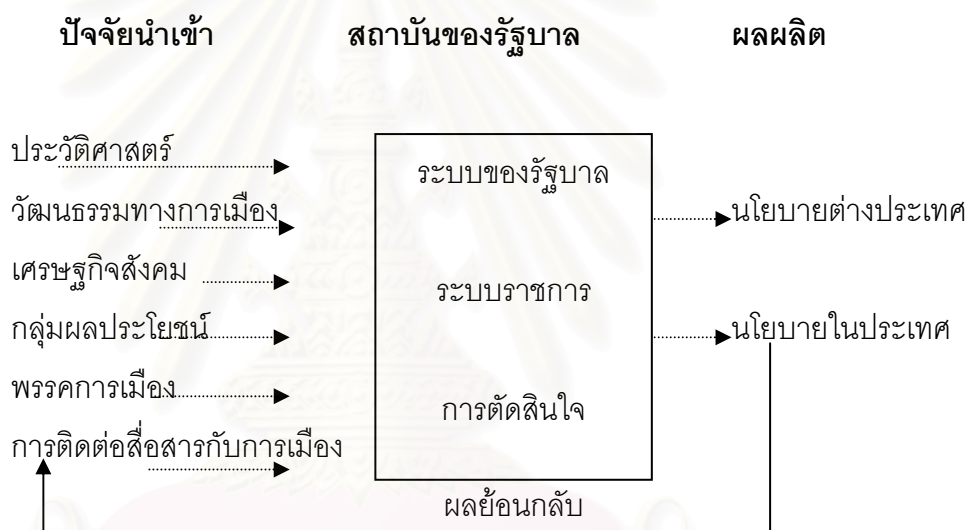 ปัจจัยนำเข้า สถาบันของรัฐบาล ผลผลิต
ประวัติศาสตร์
ระบบของรัฐบาล
วัฒนธรรมทางการเมือง
นโยบายต่างประเทศ
เศรษฐกิจสังคม
ระบบราชการ
กลุ่มผลประโยชน์
นโยบายในประเทศ
พรรคการเมือง
การตัดสินใจ
การติดต่อสื่อสารกับการเมือง
ผลย้อนกลับ